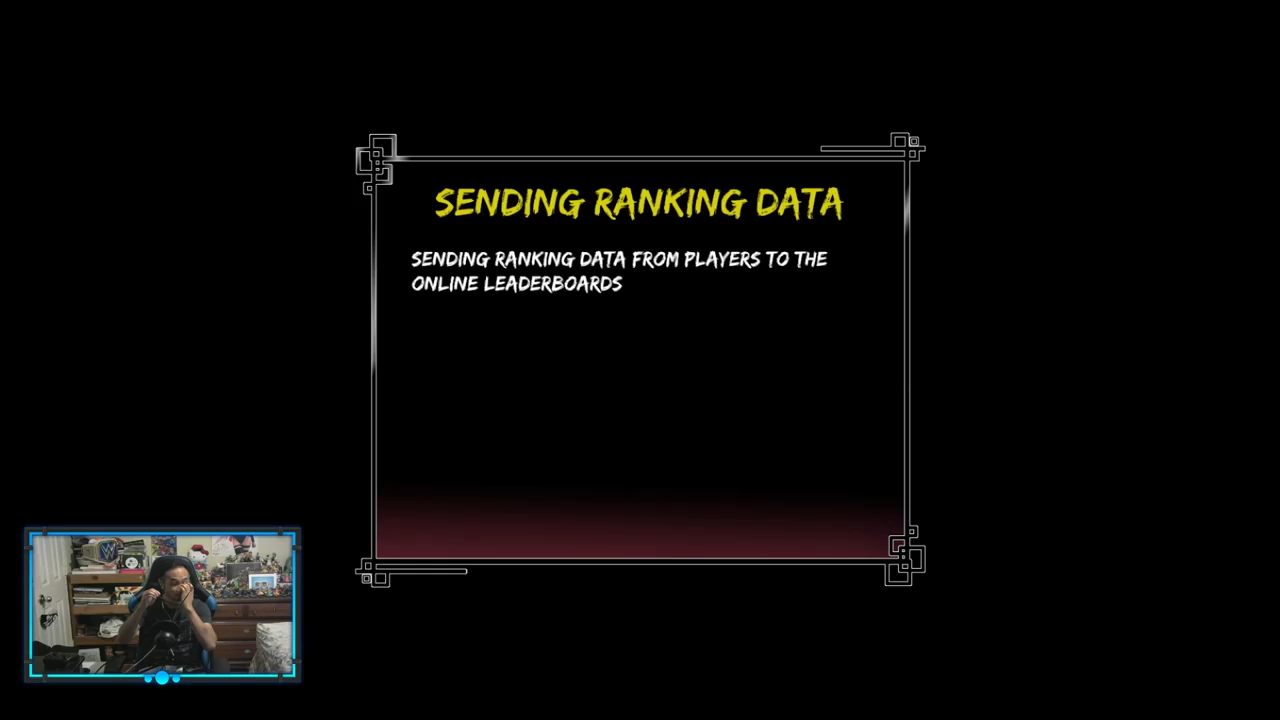 SENDING RANKING DATA
SENDING RANKING DATA FROM PLAYERS TO THE
ONLINE LEADERBOARDS